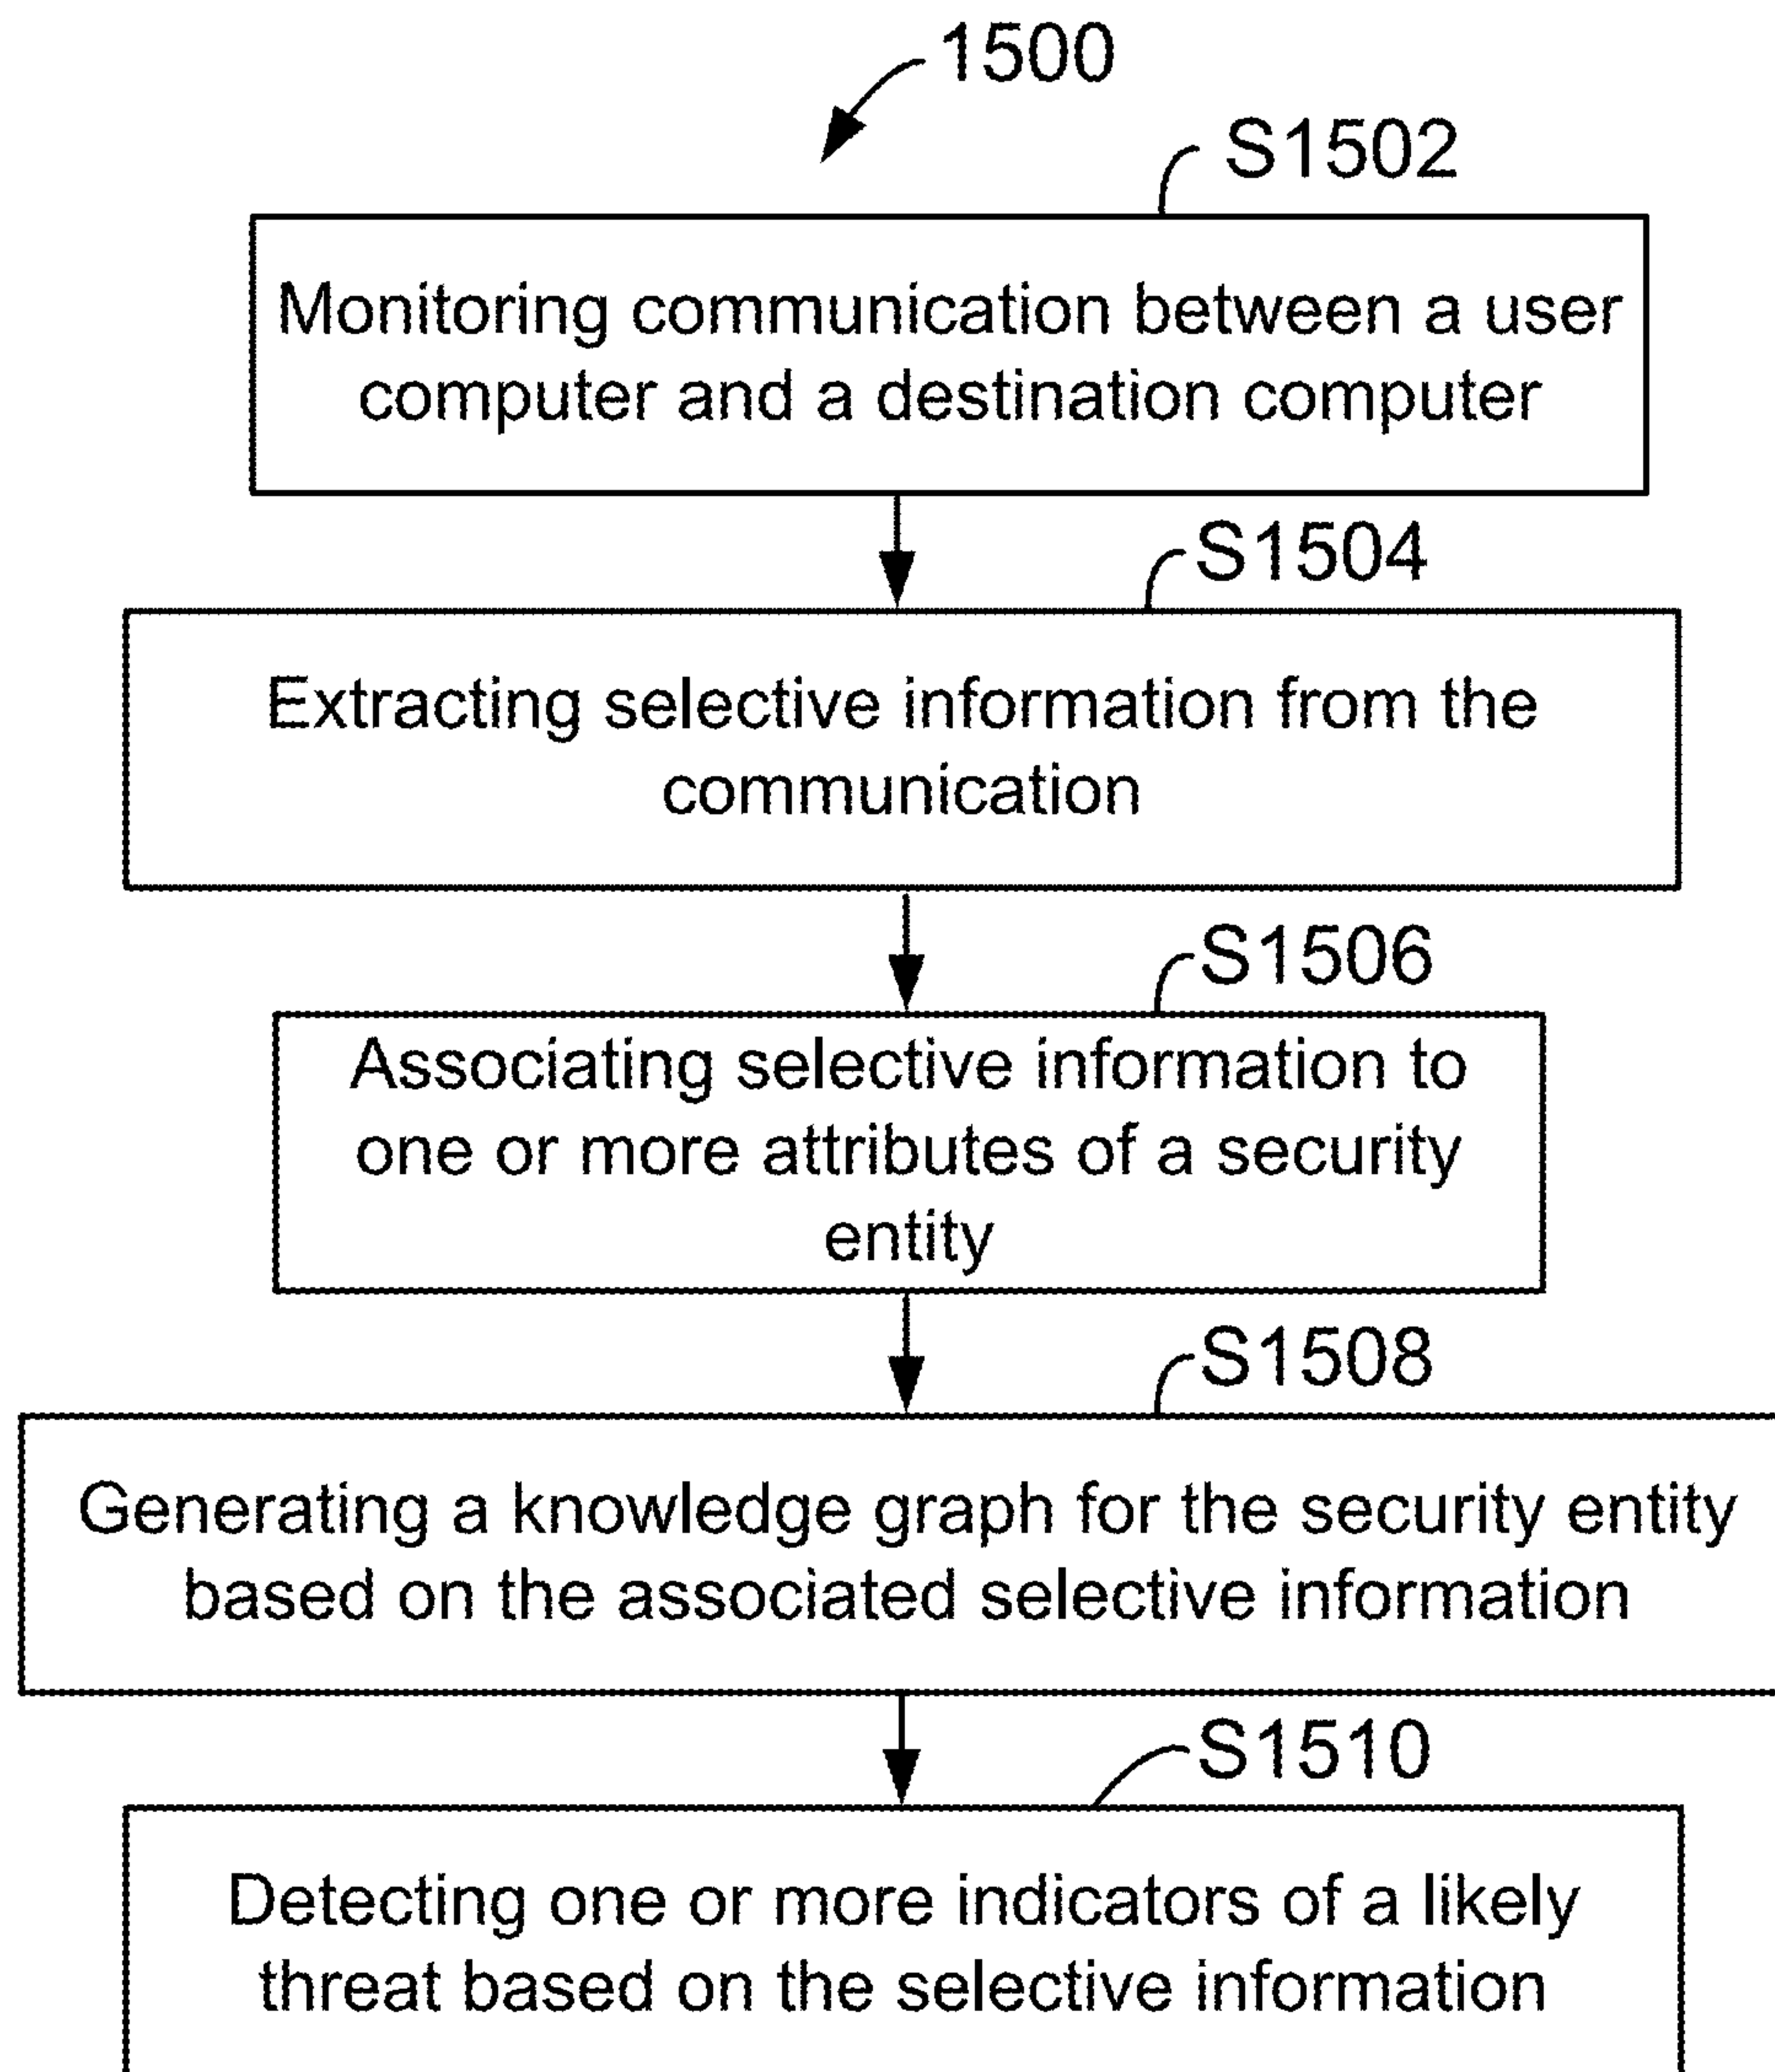 1500
S1502
Monitoring communication between a user
computer and a destination computer
S1504
Extracting selective information from the
communication
S1506
Associating selective information to
one or more attributes of a security
entity
S1508
Generating a knowledge graph for the security entity
based on the associated selective information
S1510
Detecting one or more indicators of a likely
threat based on the selective information